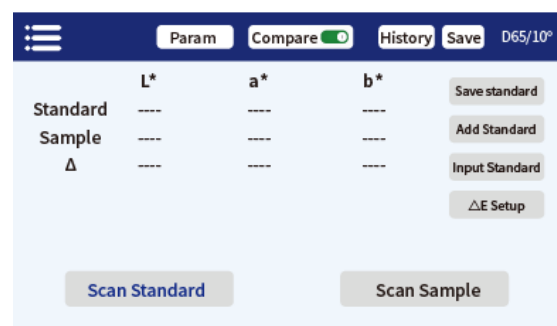 Param Compare History Save D65/10°
L* a* b*
Save standard
Standard ---- ---- ----
Add Standard
Sample ---- ---- ----
Δ ---- ---- ----
Input Standard
△E Setup
Scan Standard Scan Sample